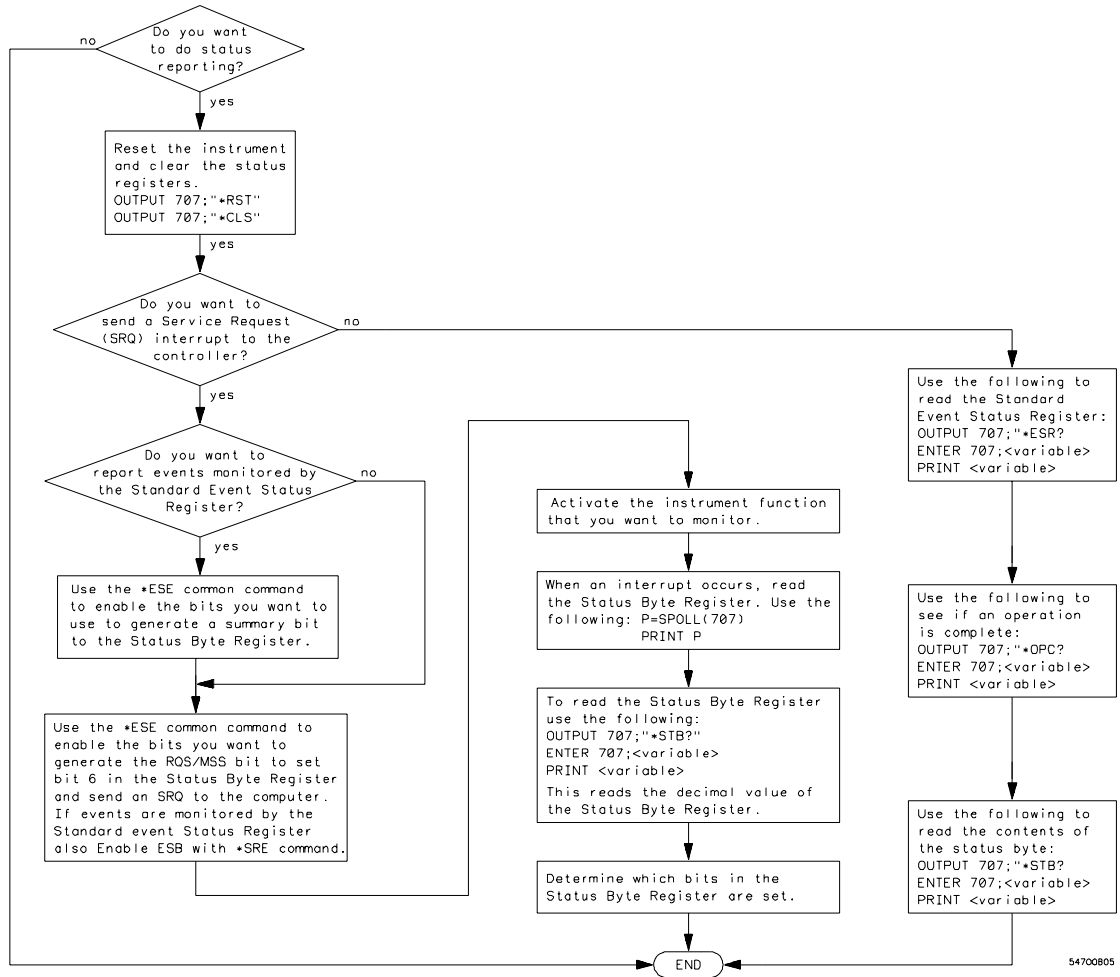 Do you want
to do status
reporting?
no
yes
Reset the instrument
and clear the status
registers.
OUTPUT 707;"*RST"
OUTPUT 707;"*CLS"
yes
Do you want to
send a Service Request
(SRQ) interrupt to the
controller?
no
yes
Do you want to
report events monitored by
the Standard Event Status
Register?
no
yes
Use the *ESE common command
to enable the bits you want to
use to generate a summary bit
to the Status Byte Register.
Use the *ESE common command to
enable the bits you want to
generate the RQS/MSS bit to set
bit 6 in the Status Byte Register
and send an SRQ to the computer.
If events are monitored by the
Standard event Status Register
also Enable ESB with *SRE command.
Activate the instrument function
that you want to monitor.
When an interrupt occurs, read
the Status Byte Register. Use the
following: P=SPOLL(707)
PRINT P
To read the Status Byte Register
use the following:
OUTPUT 707;"*STB?"
ENTER 707;<variable>
PRINT <variable>
This reads the decimal value of
the Status Byte Register.
Determine which bits in the
Status Byte Register are set.
Use the following to
read the Standard
Event Status Register:
OUTPUT 707;"*ESR?
ENTER 707;<variable>
PRINT <variable>
Use the following to
see if an operation
is complete:
OUTPUT 707;"*OPC?
ENTER 707;<variable>
PRINT <variable>
Use the following to
read the contents of
the status byte:
OUTPUT 707;"*STB?
ENTER 707;<variable>
PRINT <variable>
END
54700B05